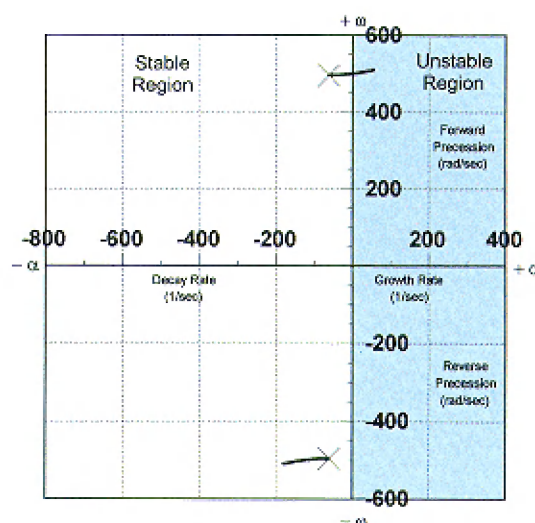 + ω
600
Stable
Region
Unstable
Region
400
Forward
Precession
(rad/sec)
200
-800 -600 -400 -200 0 200 400
- α + α
Decay Rate
(1/sec)
Growth Rate
(1/sec)
-200
Reverse
Precession
(rad/sec)
-400
-600
- ω